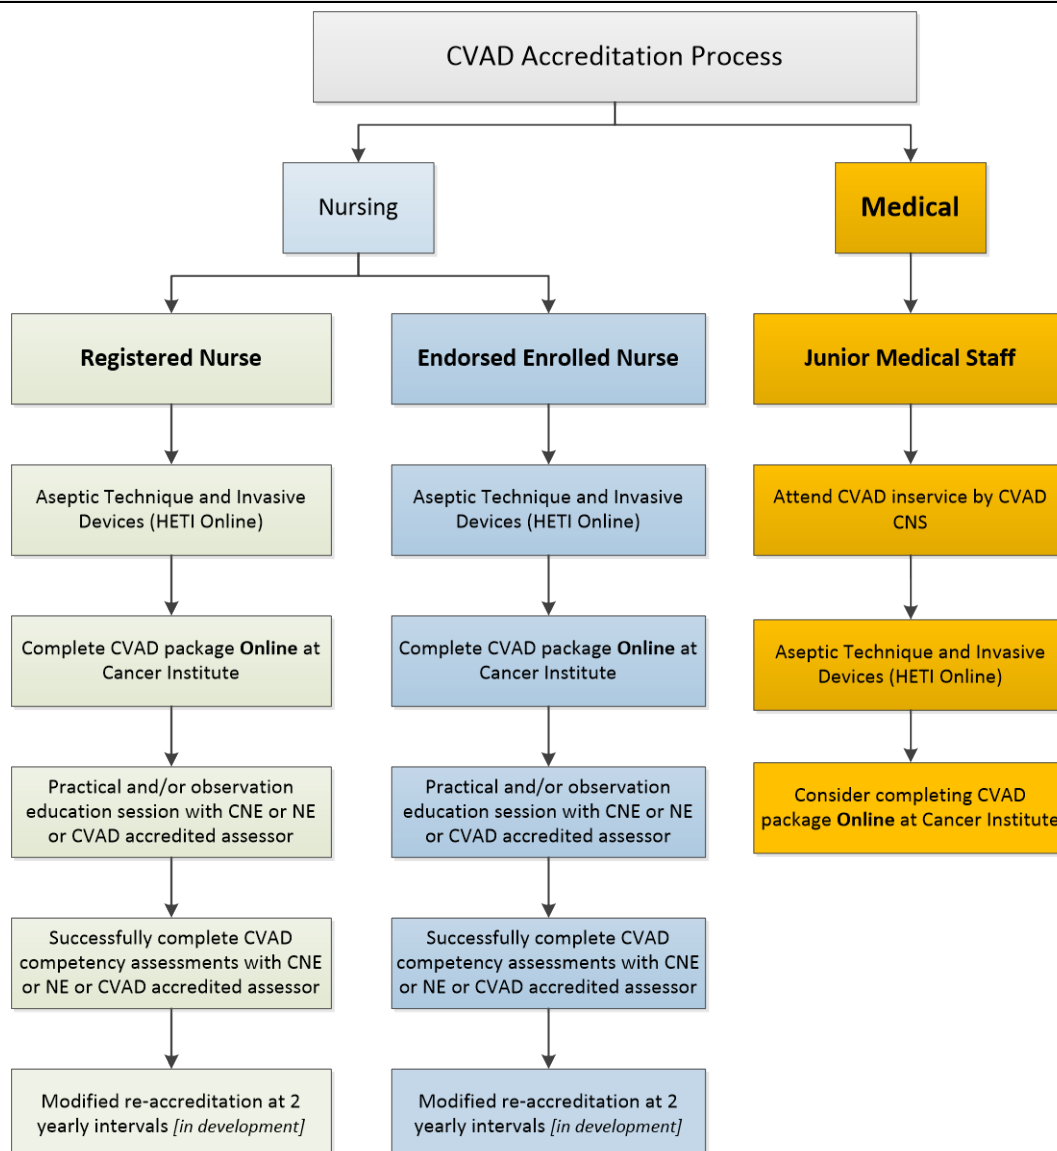 CVAD Accreditation Process
Nursing
Medical
Registered Nurse
Endorsed Enrolled Nurse
Junior Medical Staff
Aseptic Technique and Invasive
Devices (HETI Online)
Aseptic Technique and Invasive
Devices (HETI Online)
Attend CVAD inservice by CVAD
CNS
Complete CVAD package Online at
Cancer Institute
Complete CVAD package Online at
Cancer Institute
Aseptic Technique and Invasive
Devices (HETI Online)
Practical and/or observation
education session with CNE or NE
or CVAD accredited assessor
Practical and/or observation
education session with CNE or NE
or CVAD accredited assessor
Consider completing CVAD
package Online at Cancer Institute
Successfully complete CVAD
competency assessments with CNE
or NE or CVAD accredited assessor
Successfully complete CVAD
competency assessments with CNE
or NE or CVAD accredited assessor
Modified re-accreditation at 2
yearly intervals [in development]
Modified re-accreditation at 2
yearly intervals [in development]